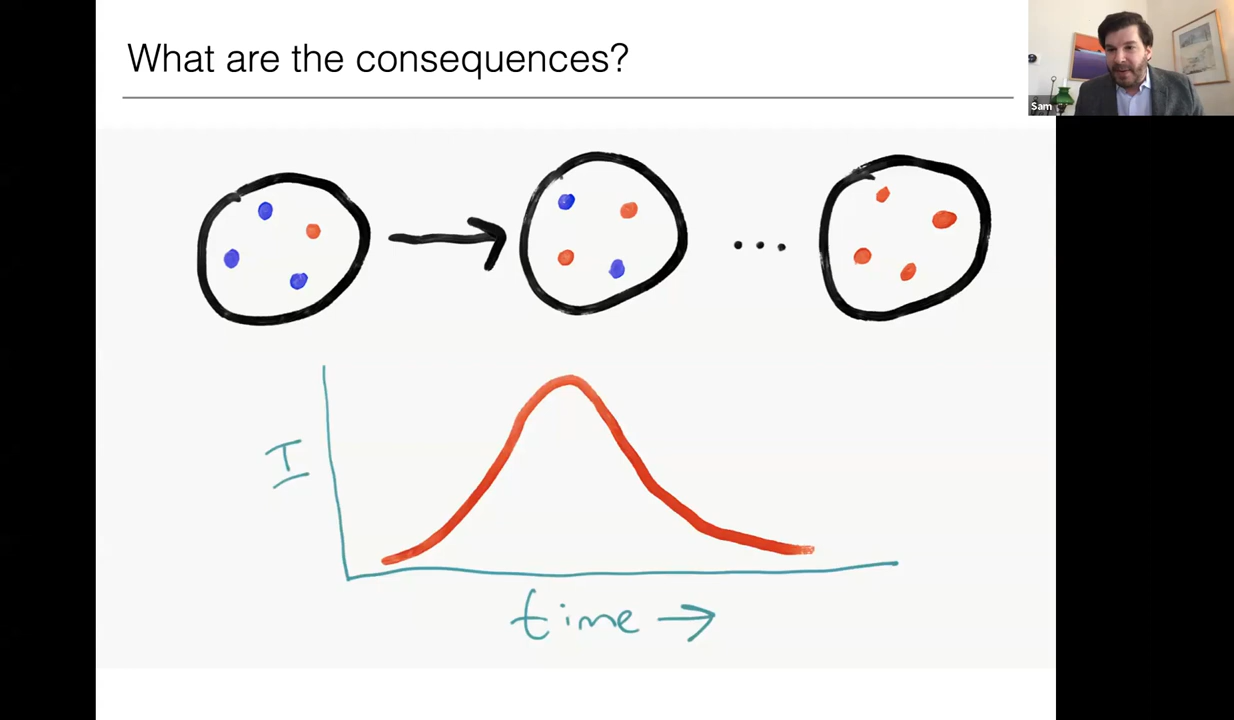 What are the consequences?
Sam
...
I
time →